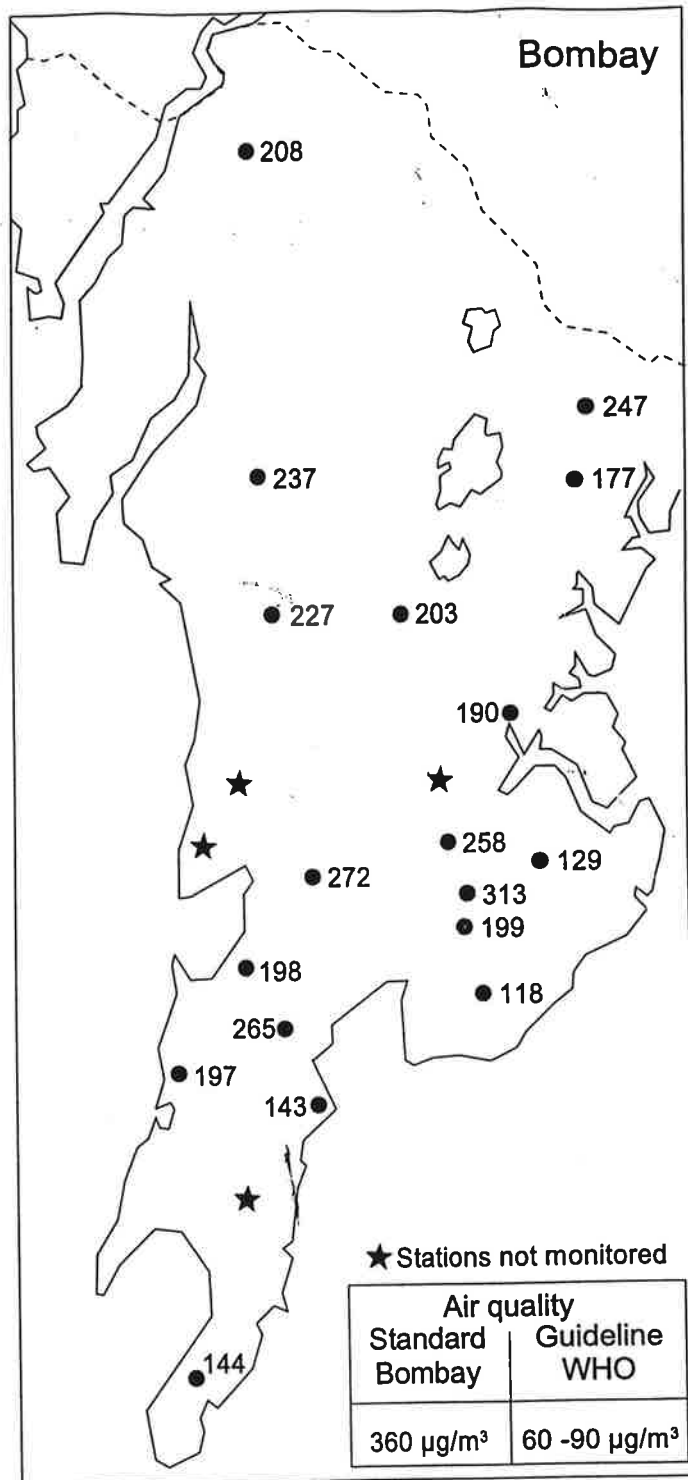 Bombay
208
247
237
177
227
203
190
258
129
272
313
199
198
118
265
197
143
★ Stations not monitored
Air quality
Standard Bombay
Guideline WHO
360 µg/m³
60 -90 µg/m³
144